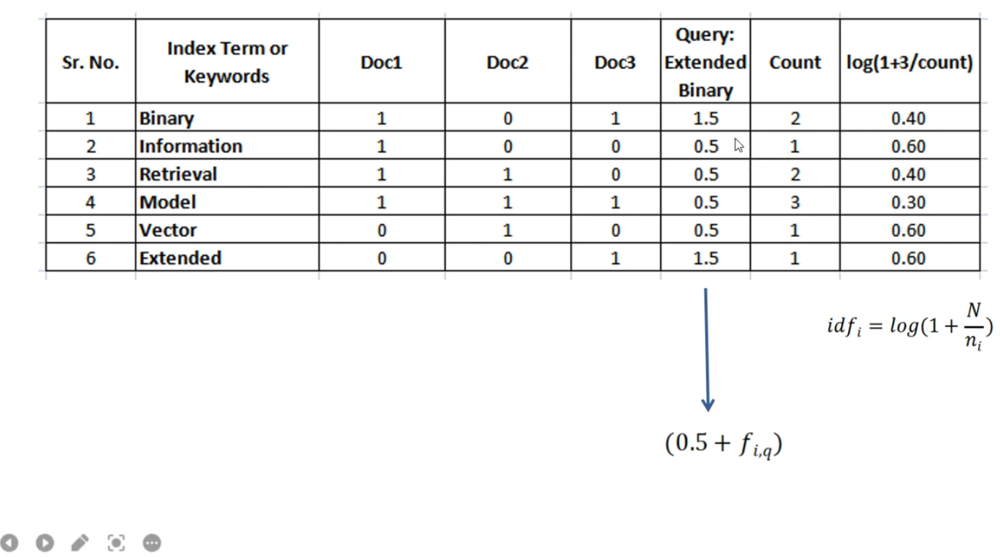 Sr. No. Index Term or Keywords Doc1 Doc2 Doc3 Query: Extended Binary Count log(1+3/count)
1 Binary 1 0 1 1.5 2 0.40
2 Information 1 0 0 0.5 1 0.60
3 Retrieval 1 1 0 0.5 2 0.40
4 Model 1 1 1 0.5 3 0.30
5 Vector 0 1 0 0.5 1 0.60
6 Extended 0 0 1 1.5 1 0.60
idf_i = log(1 + N/n_i)
(0.5 + f_{i,q})